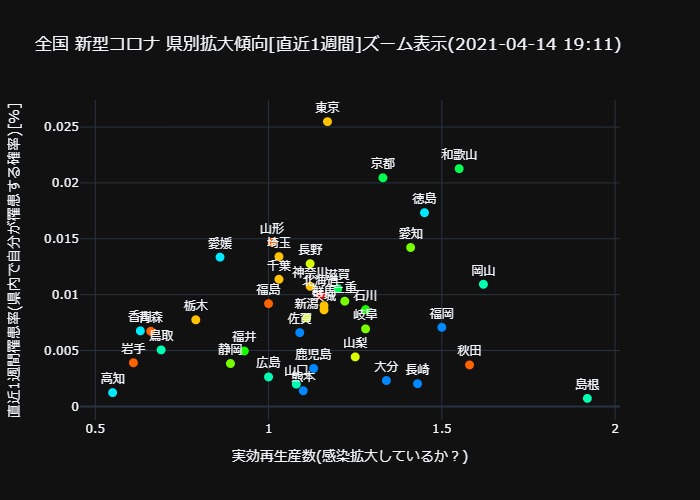 全国 新型コロナ 県別拡大傾向[直近1週間]ズーム表示(2021-04-14 19:11)
直近1週間罹患率(県内で自分が罹患する確率)[%]
0.025
0.02
0.015
0.01
0.005
0
東京
京都
和歌山
徳島
愛知
山形
埼玉
愛媛
長野
千葉
神奈川
滋賀
岡山
三重
福島
石川
新潟
栃木
佐賀
岐阜
福岡
香川
青森
鳥取
福井
静岡
山梨
岩手
鹿児島
秋田
広島
山口
熊本
大分
長崎
高知
島根
0.5
1
1.5
2
実効再生産数(感染拡大しているか？)